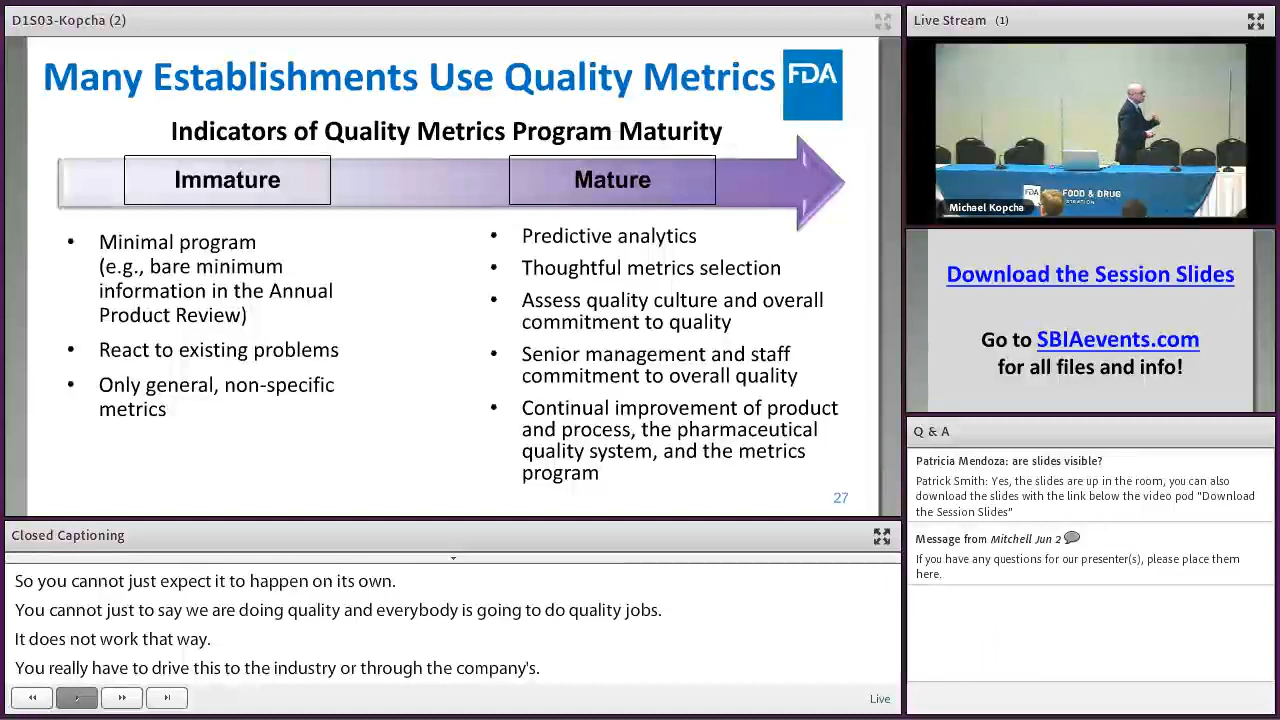 D1S03-Kopcha (2)
Many Establishments Use Quality Metrics
FDA
Indicators of Quality Metrics Program Maturity
Immature
Mature
• Minimal program
(e.g., bare minimum
information in the Annual
Product Review)
• React to existing problems
• Only general, non-specific
metrics
• Predictive analytics
• Thoughtful metrics selection
• Assess quality culture and overall
commitment to quality
• Senior management and staff
commitment to overall quality
• Continual improvement of product
and process, the pharmaceutical
quality system, and the metrics
program
27
Closed Captioning
So you cannot just expect it to happen on its own.
You cannot just to say we are doing quality and everybody is going to do quality jobs.
It does not work that way.
You really have to drive this to the industry or through the company's.
Live
Live Stream (1)
FDA
FOOD & DRUG
Michael Kopcha
Download the Session Slides
Go to SBIAevents.com
for all files and info!
Q & A
Patricia Mendoza: are slides visible?
Patrick Smith: Yes, the slides are up in the room, you can also
download the slides with the link below the video pod "Download
the Session Slides"
Message from Mitchell Jun 2
If you have any questions for our presenter(s), please place them
here.